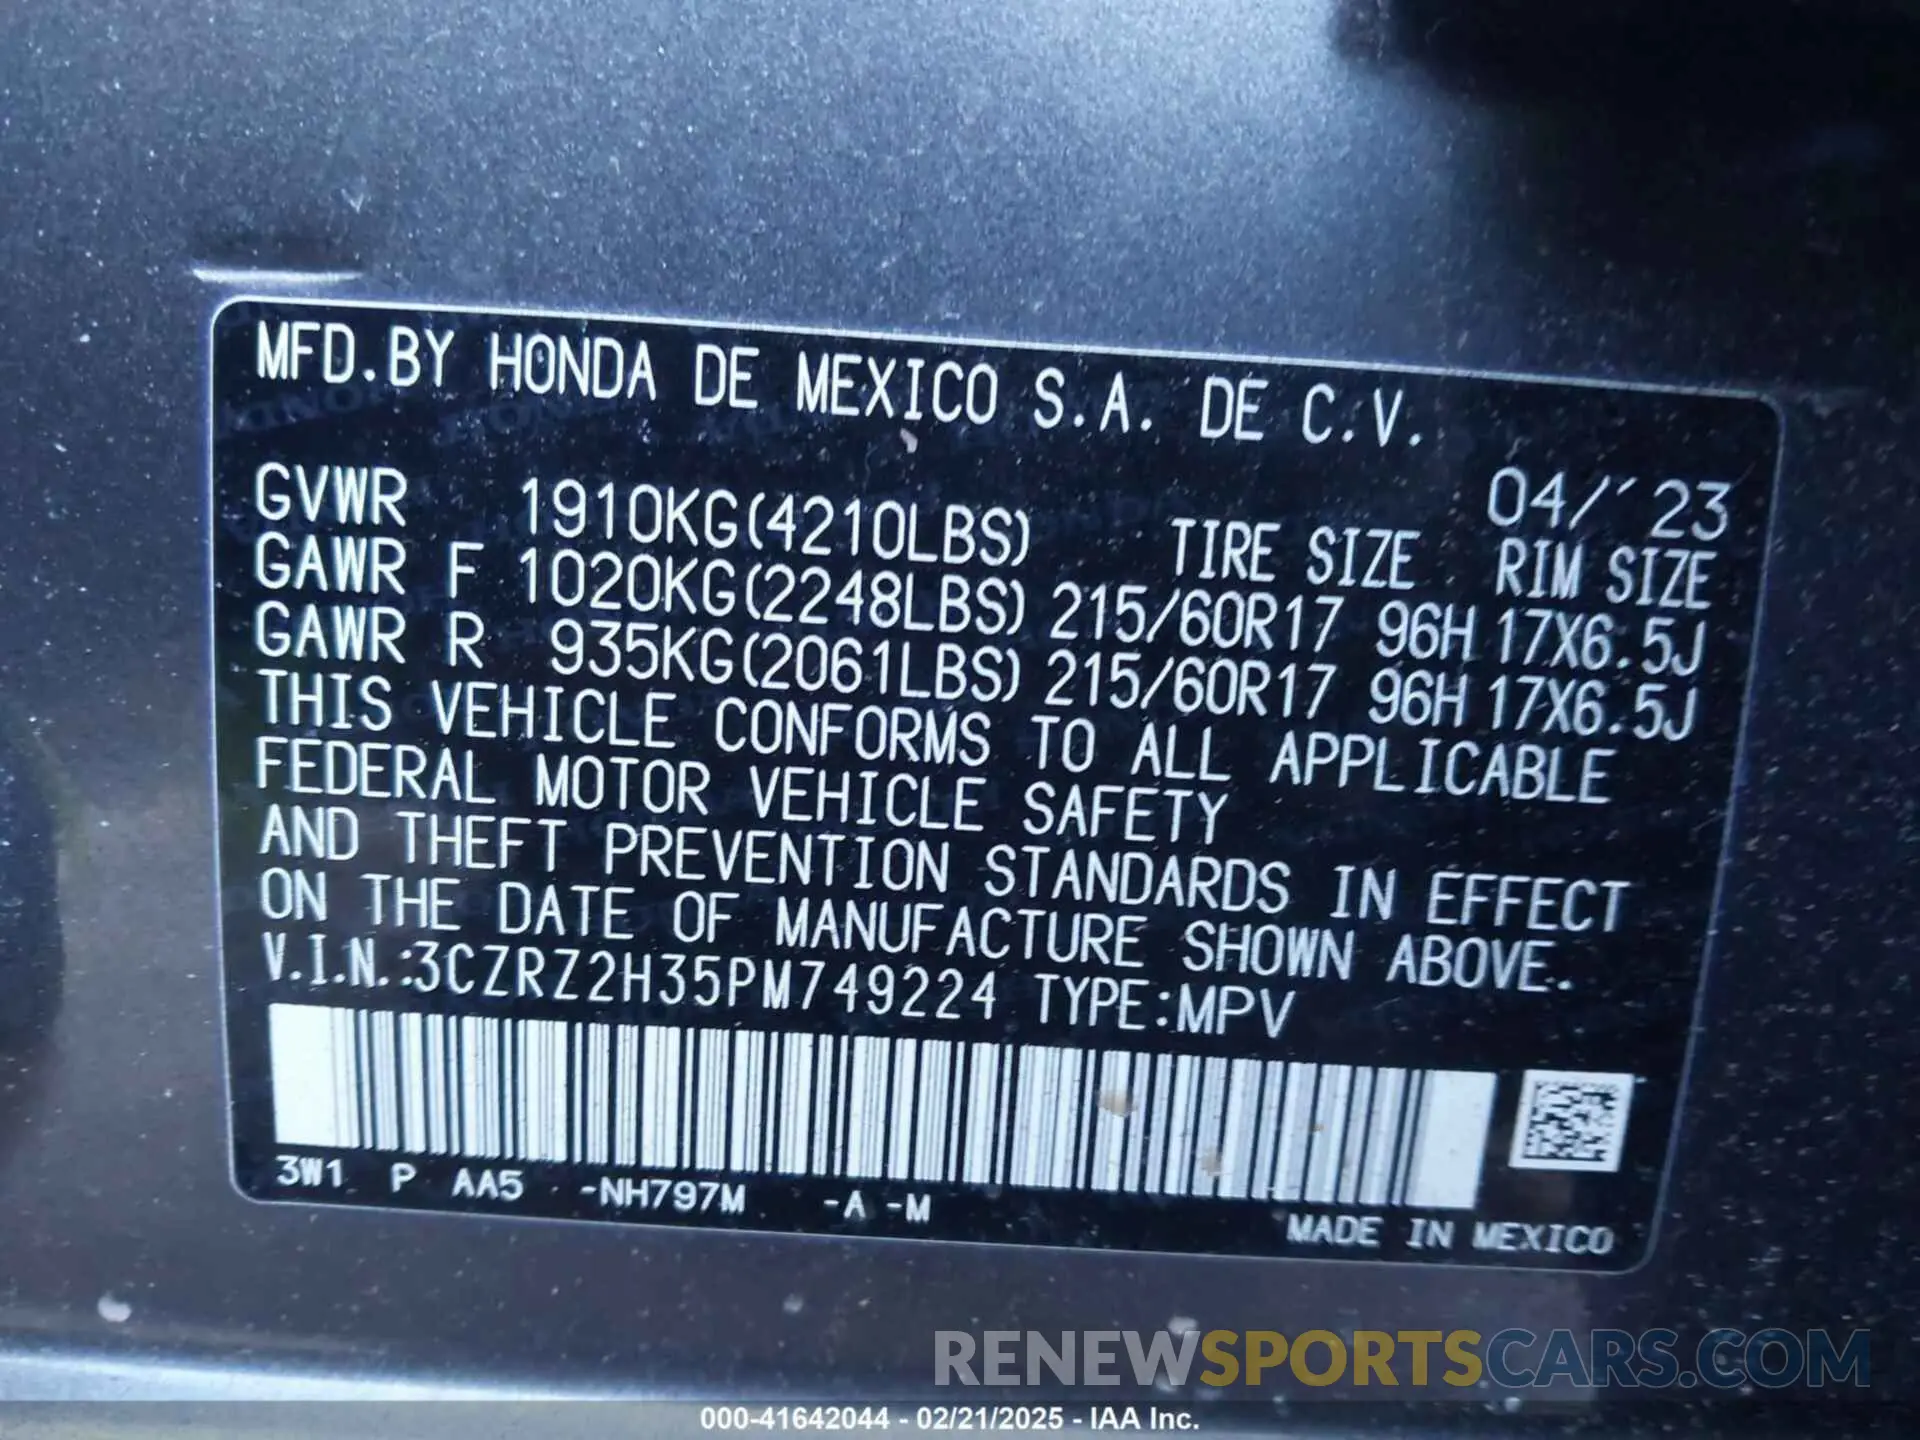 MFD.BY HONDA DE MEXICO S.A. DE C.V.
04/'23
GVWR 1910KG(4210LBS) TIRE SIZE RIM SIZE
GAWR F 1020KG(2248LBS) 215/60R17 96H 17X6.5J
GAWR R 935KG(2061LBS) 215/60R17 96H 17X6.5J
THIS VEHICLE CONFORMS TO ALL APPLICABLE
FEDERAL MOTOR VEHICLE SAFETY
AND THEFT PREVENTION STANDARDS IN EFFECT
ON THE DATE OF MANUFACTURE SHOWN ABOVE.
V.I.N.:3CZRZ2H35PM749224 TYPE:MPV
3W1 P AA5 -NH797M -A -M
MADE IN MEXICO
RENEWSPORTSCARS.COM
000-41642044 - 02/21/2025 - IAA Inc.